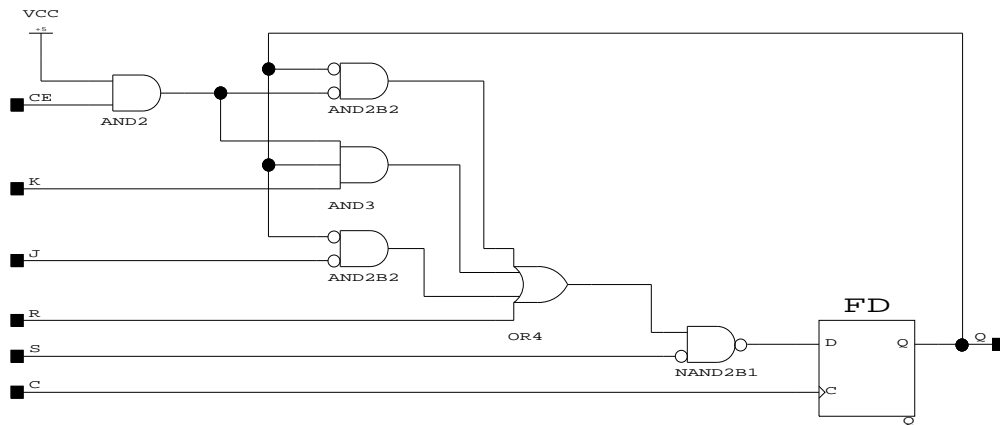 VCC
+5
CE
AND2
AND2B2
K
AND3
J
AND2B2
R
OR4
S
NAND2B1
C
FD
D
Q
C
Q
Q